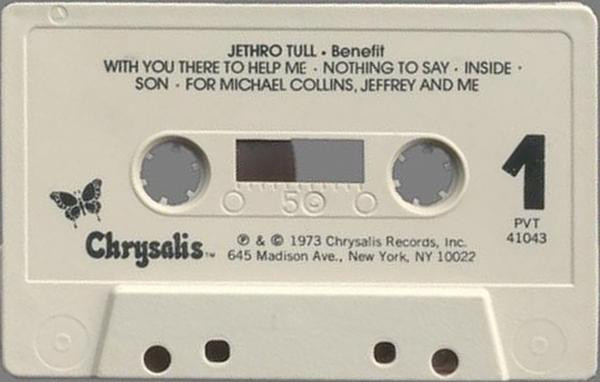 JETHRO TULL • Benefit
WITH YOU THERE TO HELP ME · NOTHING TO SAY · INSIDE ·
SON · FOR MICHAEL COLLINS, JEFFREY AND ME
1
50
PVT
41043
Chrysalis™
℗ & © 1973 Chrysalis Records, Inc.
645 Madison Ave., New York, NY 10022